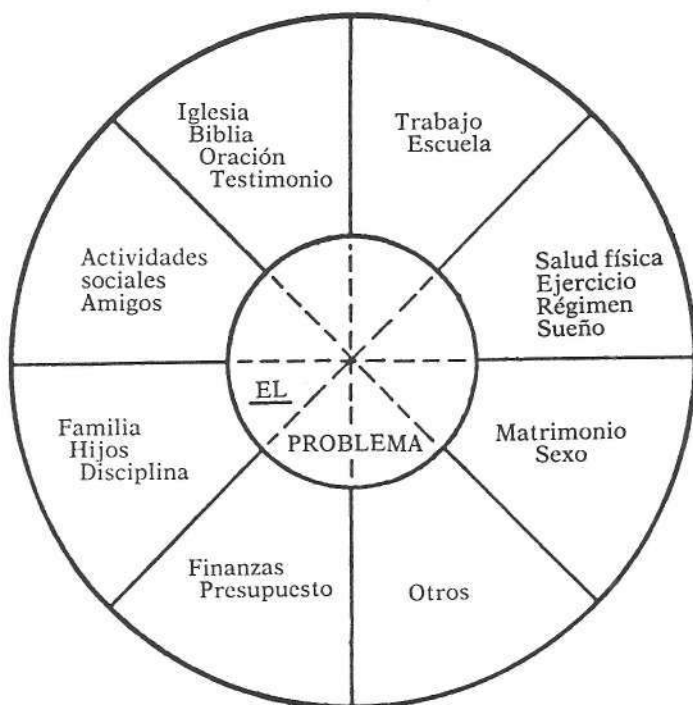 Iglesia
Biblia
Oración
Testimonio
Trabajo
Escuela
Salud física
Ejercicio
Régimen
Sueño
Matrimonio
Sexo
Otros
Finanzas
Presupuesto
Familia
Hijos
Disciplina
Actividades
sociales
Amigos
EL
PROBLEMA